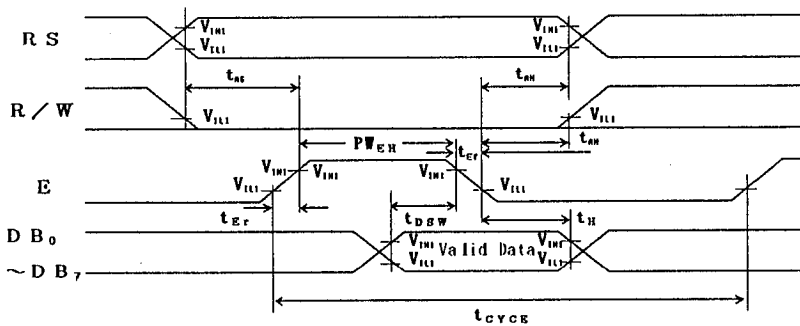 RS
VIH1
VIL1
VIH1
VIL1
tAS
tAH
R/W
VIL1
VIL1
PWEH
tEf
tAH
E
VIH1
VIH1
VIH1
VIL1
VIL1
tEr
tDSW
tH
DB0
~DB7
VIH1
VIL1
Valid Data
VIH1
VIL1
tCYCE